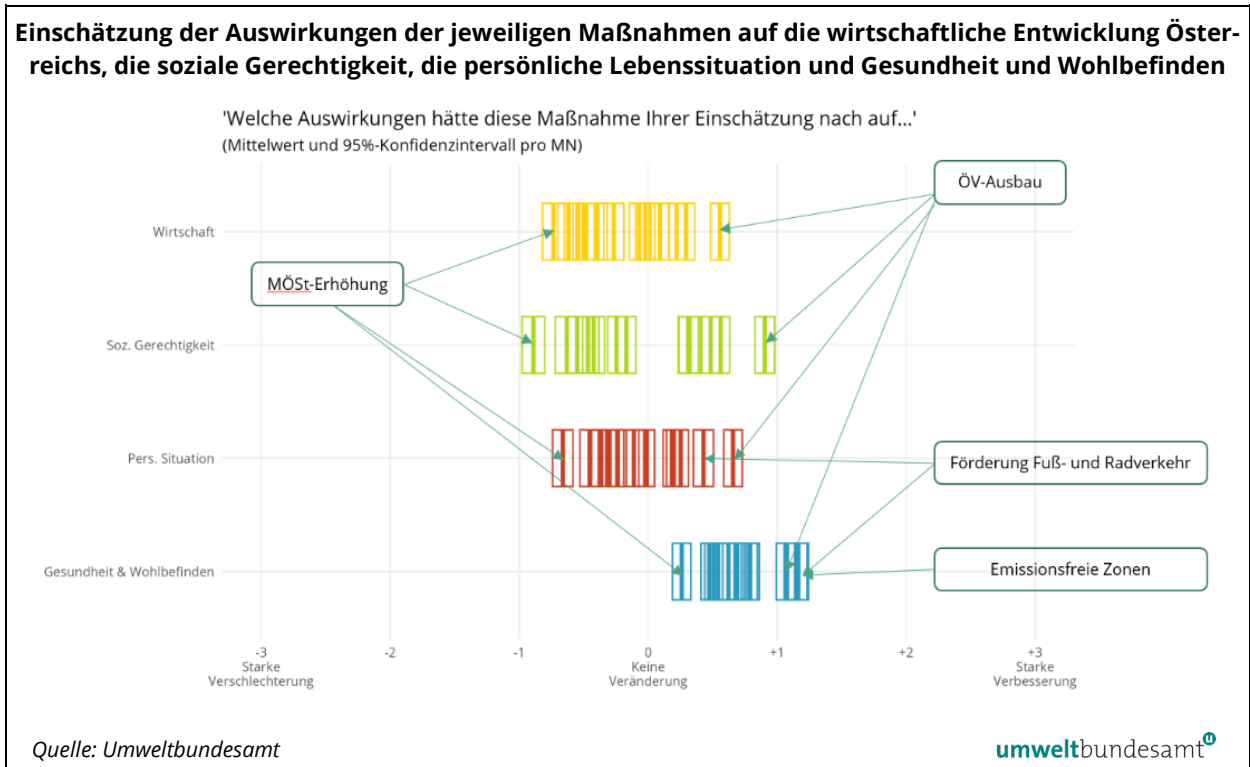 Einschätzung der Auswirkungen der jeweiligen Maßnahmen auf die wirtschaftliche Entwicklung Öster-
reichs, die soziale Gerechtigkeit, die persönliche Lebenssituation und Gesundheit und Wohlbefinden
'Welche Auswirkungen hätte diese Maßnahme Ihrer Einschätzung nach auf...'
(Mittelwert und 95%-Konfidenzintervall pro MN)
ÖV-Ausbau
Wirtschaft
MÖSt-Erhöhung
Soz. Gerechtigkeit
Pers. Situation
Förderung Fuß- und Radverkehr
Gesundheit & Wohlbefinden
Emissionsfreie Zonen
-3 -2 -1 0 +1 +2 +3
Starke Keine Starke
Verschlechterung Veränderung Verbesserung
Quelle: Umweltbundesamt
umweltbundesamt u